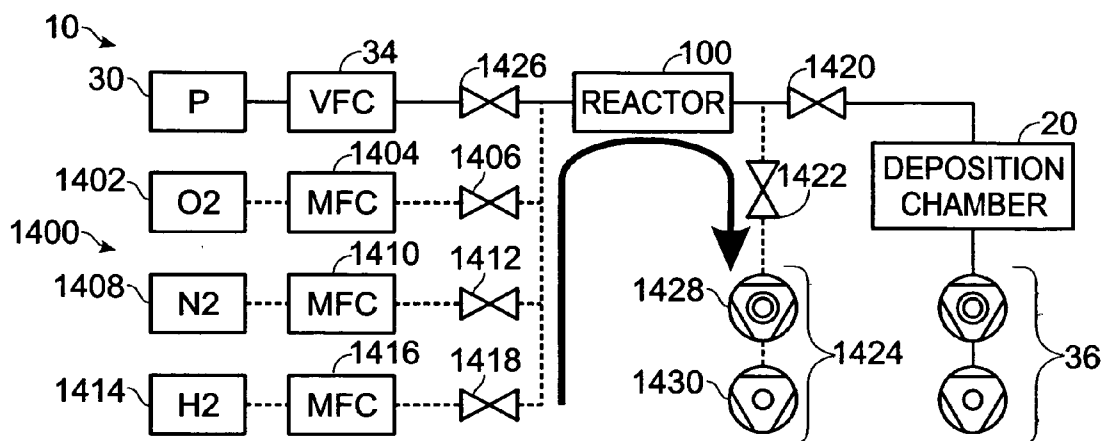 10
30
P
34
VFC
1426
100
REACTOR
1420
20
DEPOSITION
CHAMBER
1402
O2
1404
MFC
1406
1422
1400
1408
N2
1410
MFC
1412
1428
1424
36
1414
H2
1416
MFC
1418
1430